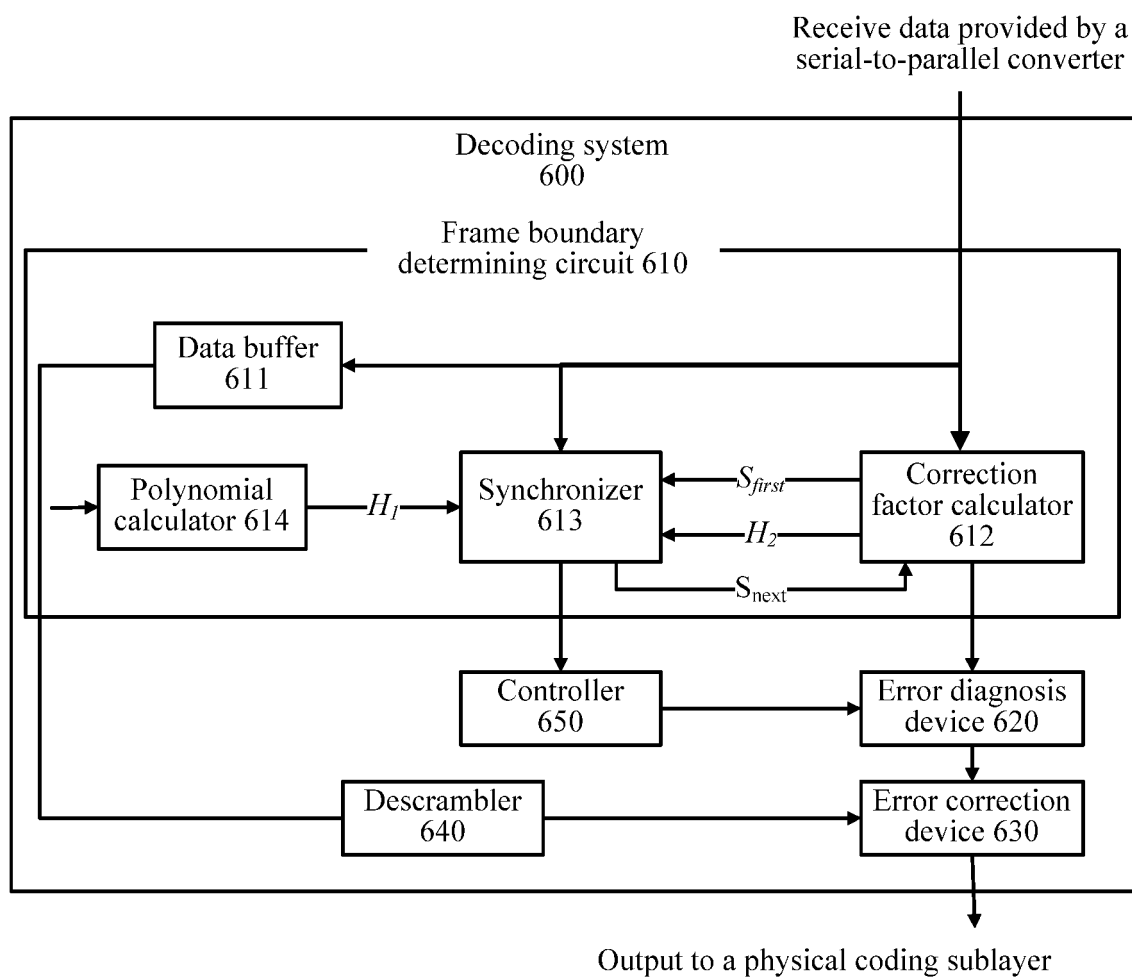 Receive data provided by a
serial-to-parallel converter
Decoding system
600
Frame boundary
determining circuit 610
Data buffer
611
Polynomial
calculator 614
H1
Synchronizer
613
Sfirst
H2
Snext
Correction
factor calculator
612
Controller
650
Error diagnosis
device 620
Descrambler
640
Error correction
device 630
Output to a physical coding sublayer